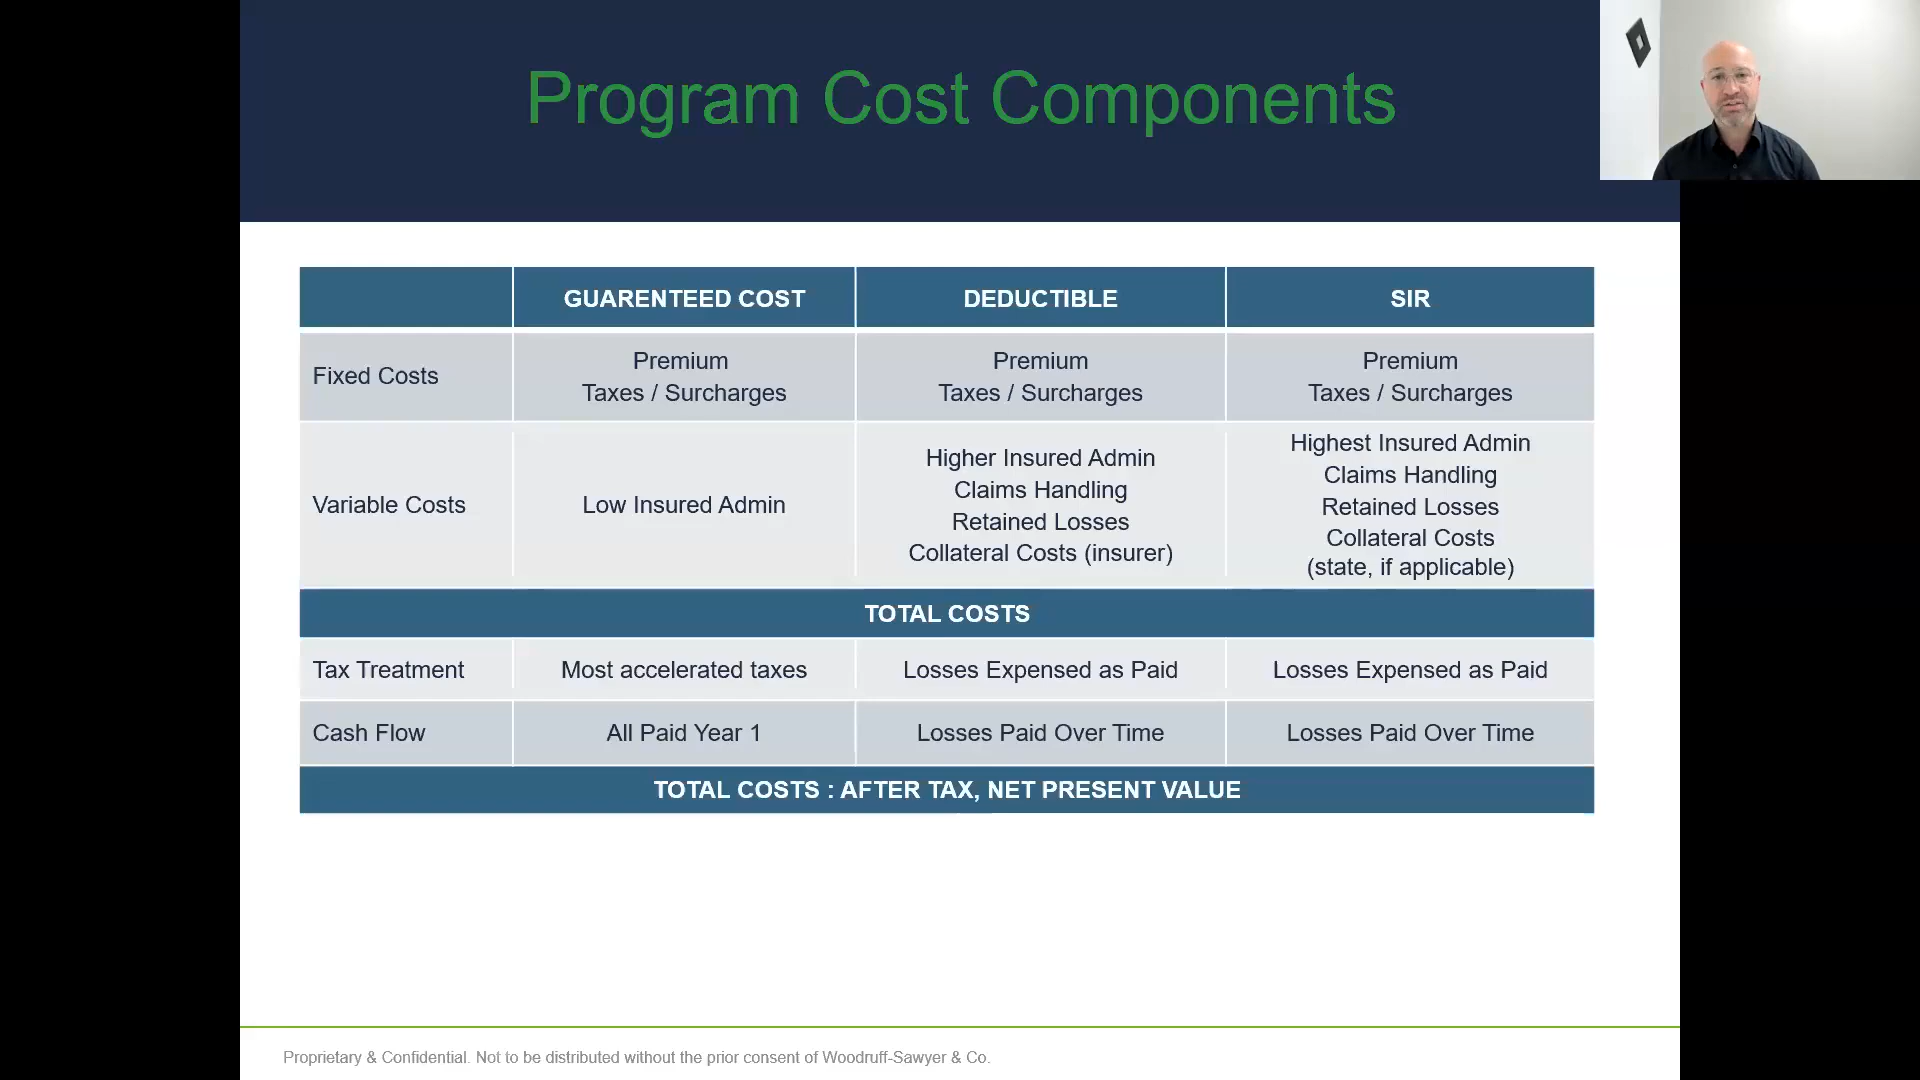 Program Cost Components
GUARENTEED COST
DEDUCTIBLE
SIR
Fixed Costs
Premium
Taxes / Surcharges
Premium
Taxes / Surcharges
Premium
Taxes / Surcharges
Variable Costs
Low Insured Admin
Higher Insured Admin
Claims Handling
Retained Losses
Collateral Costs (insurer)
Highest Insured Admin
Claims Handling
Retained Losses
Collateral Costs
(state, if applicable)
TOTAL COSTS
Tax Treatment
Most accelerated taxes
Losses Expensed as Paid
Losses Expensed as Paid
Cash Flow
All Paid Year 1
Losses Paid Over Time
Losses Paid Over Time
TOTAL COSTS : AFTER TAX, NET PRESENT VALUE
Proprietary & Confidential. Not to be distributed without the prior consent of Woodruff-Sawyer & Co.